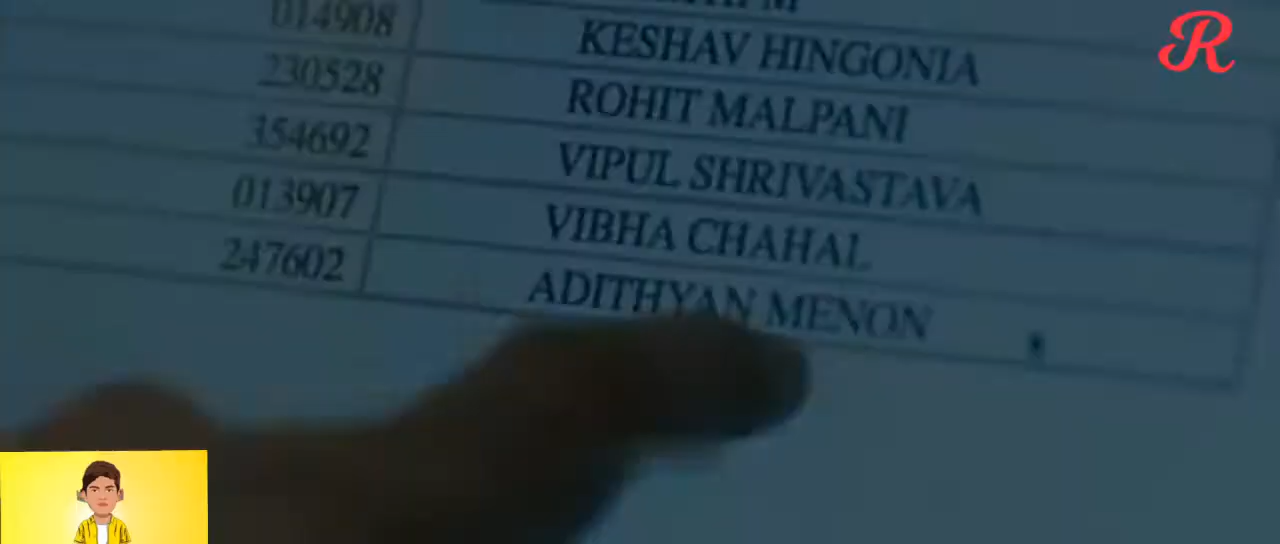 014908 KESHAV HINGONIA
230528 ROHIT MALPANI
354692 VIPUL SHRIVASTAVA
013907 VIBHA CHAHAL
247602 ADITHYAN MENON
R